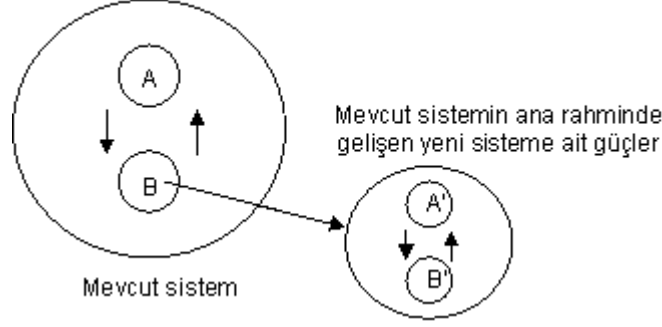 A
B
Mevcut sistem
Mevcut sistemin ana rahminde
gelişen yeni sisteme ait güçler
A'
B'